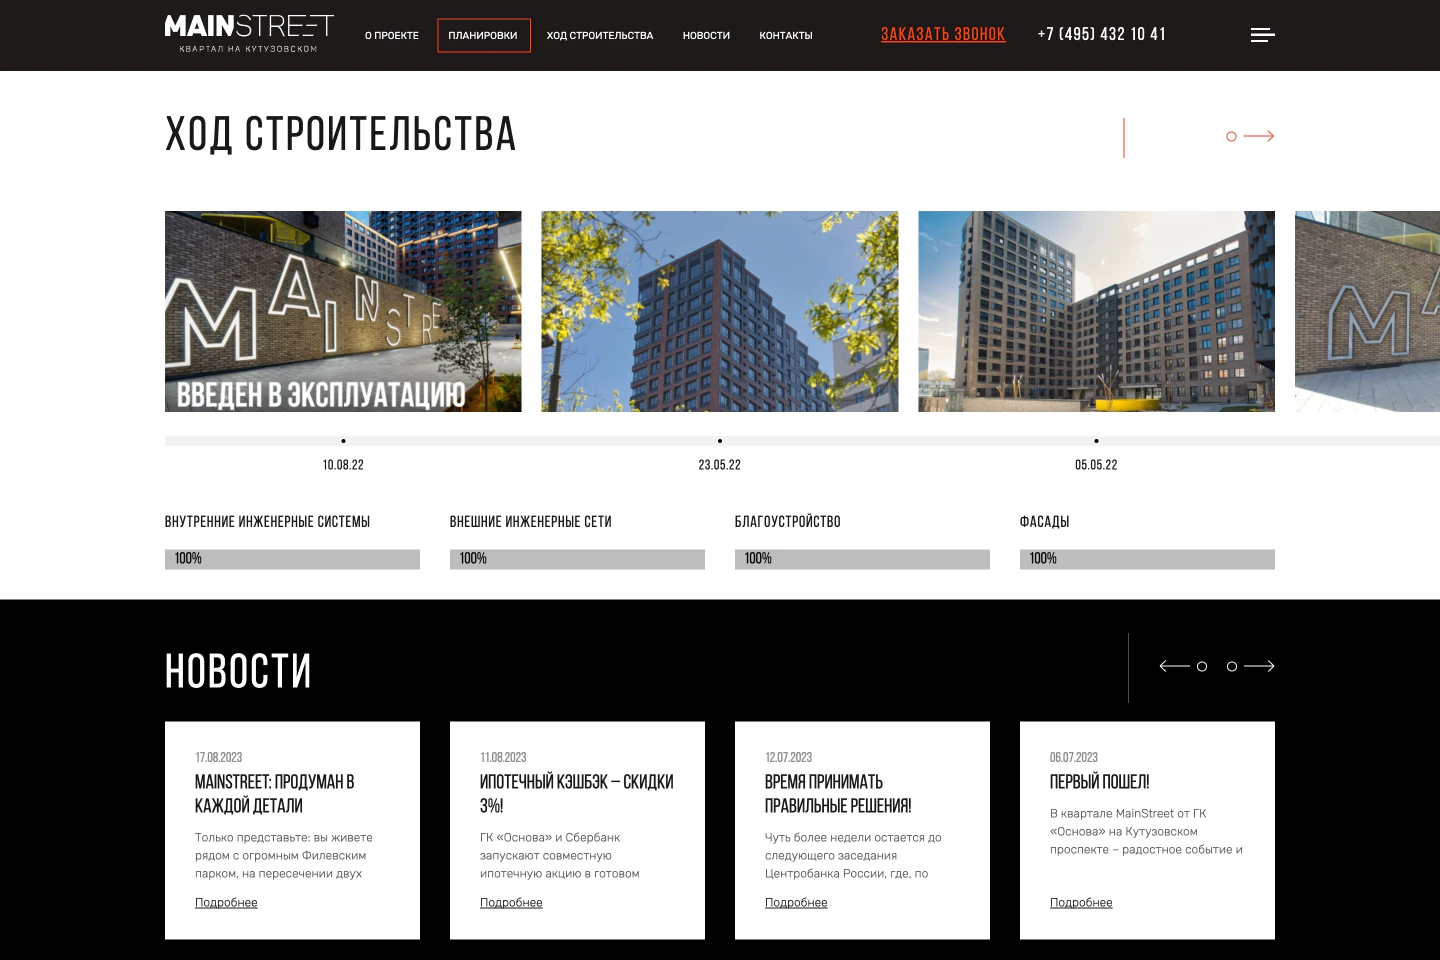 MAINSTREET
КВАРТАЛ НА КУТУЗОВСКОМ
О ПРОЕКТЕ
ПЛАНИРОВКИ
ХОД СТРОИТЕЛЬСТВА
НОВОСТИ
КОНТАКТЫ
ЗАКАЗАТЬ ЗВОНОК
+7 (495) 432 10 41
ХОД СТРОИТЕЛЬСТВА
MAINSTRE
ВВЕДЕН В ЭКСПЛУАТАЦИЮ
MA
10.08.22
23.05.22
05.05.22
ВНУТРЕННИЕ ИНЖЕНЕРНЫЕ СИСТЕМЫ
100%
ВНЕШНИЕ ИНЖЕНЕРНЫЕ СЕТИ
100%
БЛАГОУСТРОЙСТВО
100%
ФАСАДЫ
100%
НОВОСТИ
17.08.2023
MAINSTREET: ПРОДУМАН В
КАЖДОЙ ДЕТАЛИ
Только представьте: вы живете
рядом с огромным Филевским
парком, на пересечении двух
Подробнее
11.08.2023
ИПОТЕЧНЫЙ КЭШБЭК – СКИДКИ
3%!
ГК «Основа» и Сбербанк
запускают совместную
ипотечную акцию в готовом
Подробнее
12.07.2023
ВРЕМЯ ПРИНИМАТЬ
ПРАВИЛЬНЫЕ РЕШЕНИЯ!
Чуть более недели остается до
следующего заседания
Центробанка России, где, по
Подробнее
06.07.2023
ПЕРВЫЙ ПОШЕЛ!
В квартале MainStreet от ГК
«Основа» на Кутузовском
проспекте – радостное событие и
Подробнее